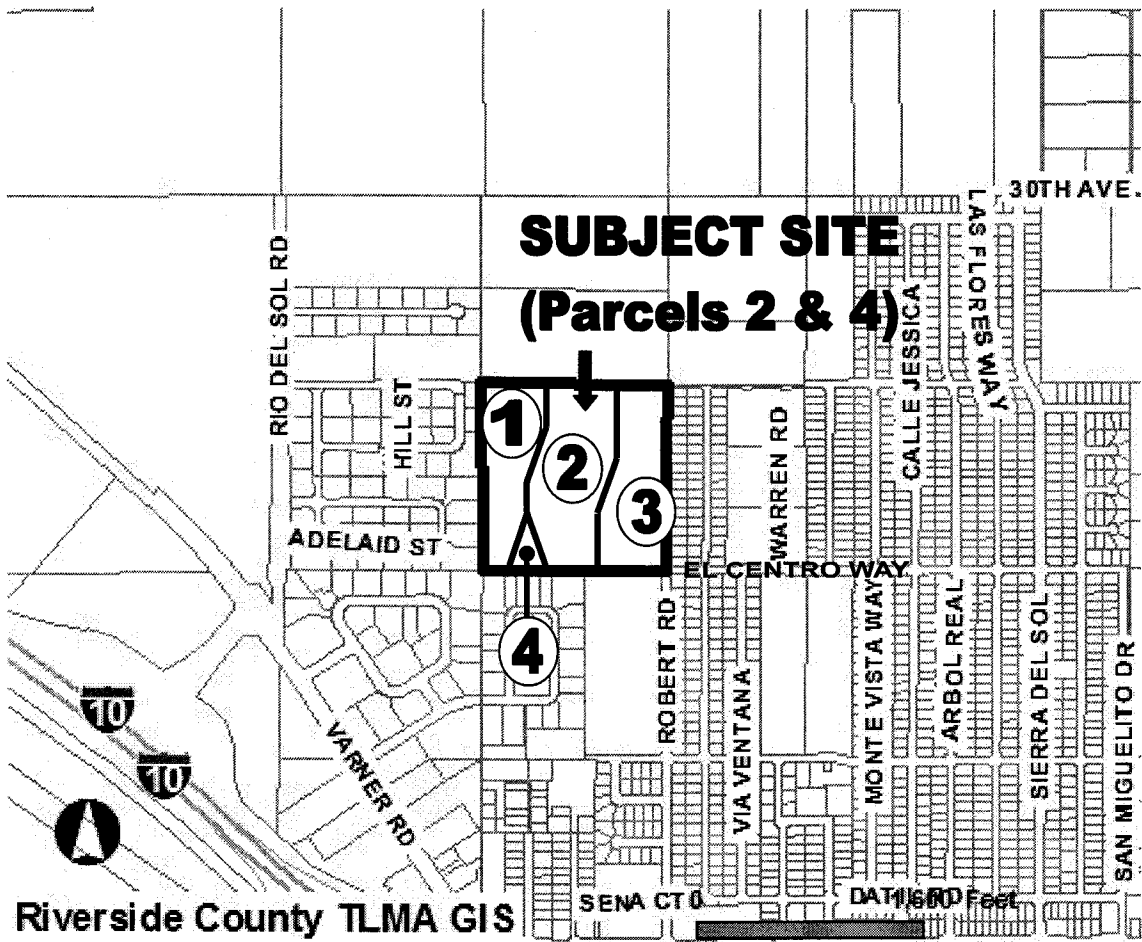 30TH AVE.
SUBJECT SITE
(Parcels 2 & 4)
LAS FLORES WAY
CALLE JESSICA
RIO DEL SOL RD
HILL ST
WARREN RD
1
2
3
4
ADELAID ST
EL CENTRO WAY
ROBERT RD
VIA VENTANA
MONTE VISTA WAY
ARBOL REAL
SIERRA DEL SOL
SAN MIGUELITO DR
VARNER RD
10
10
SENA CT
0
Feet
Riverside County TLMA GIS